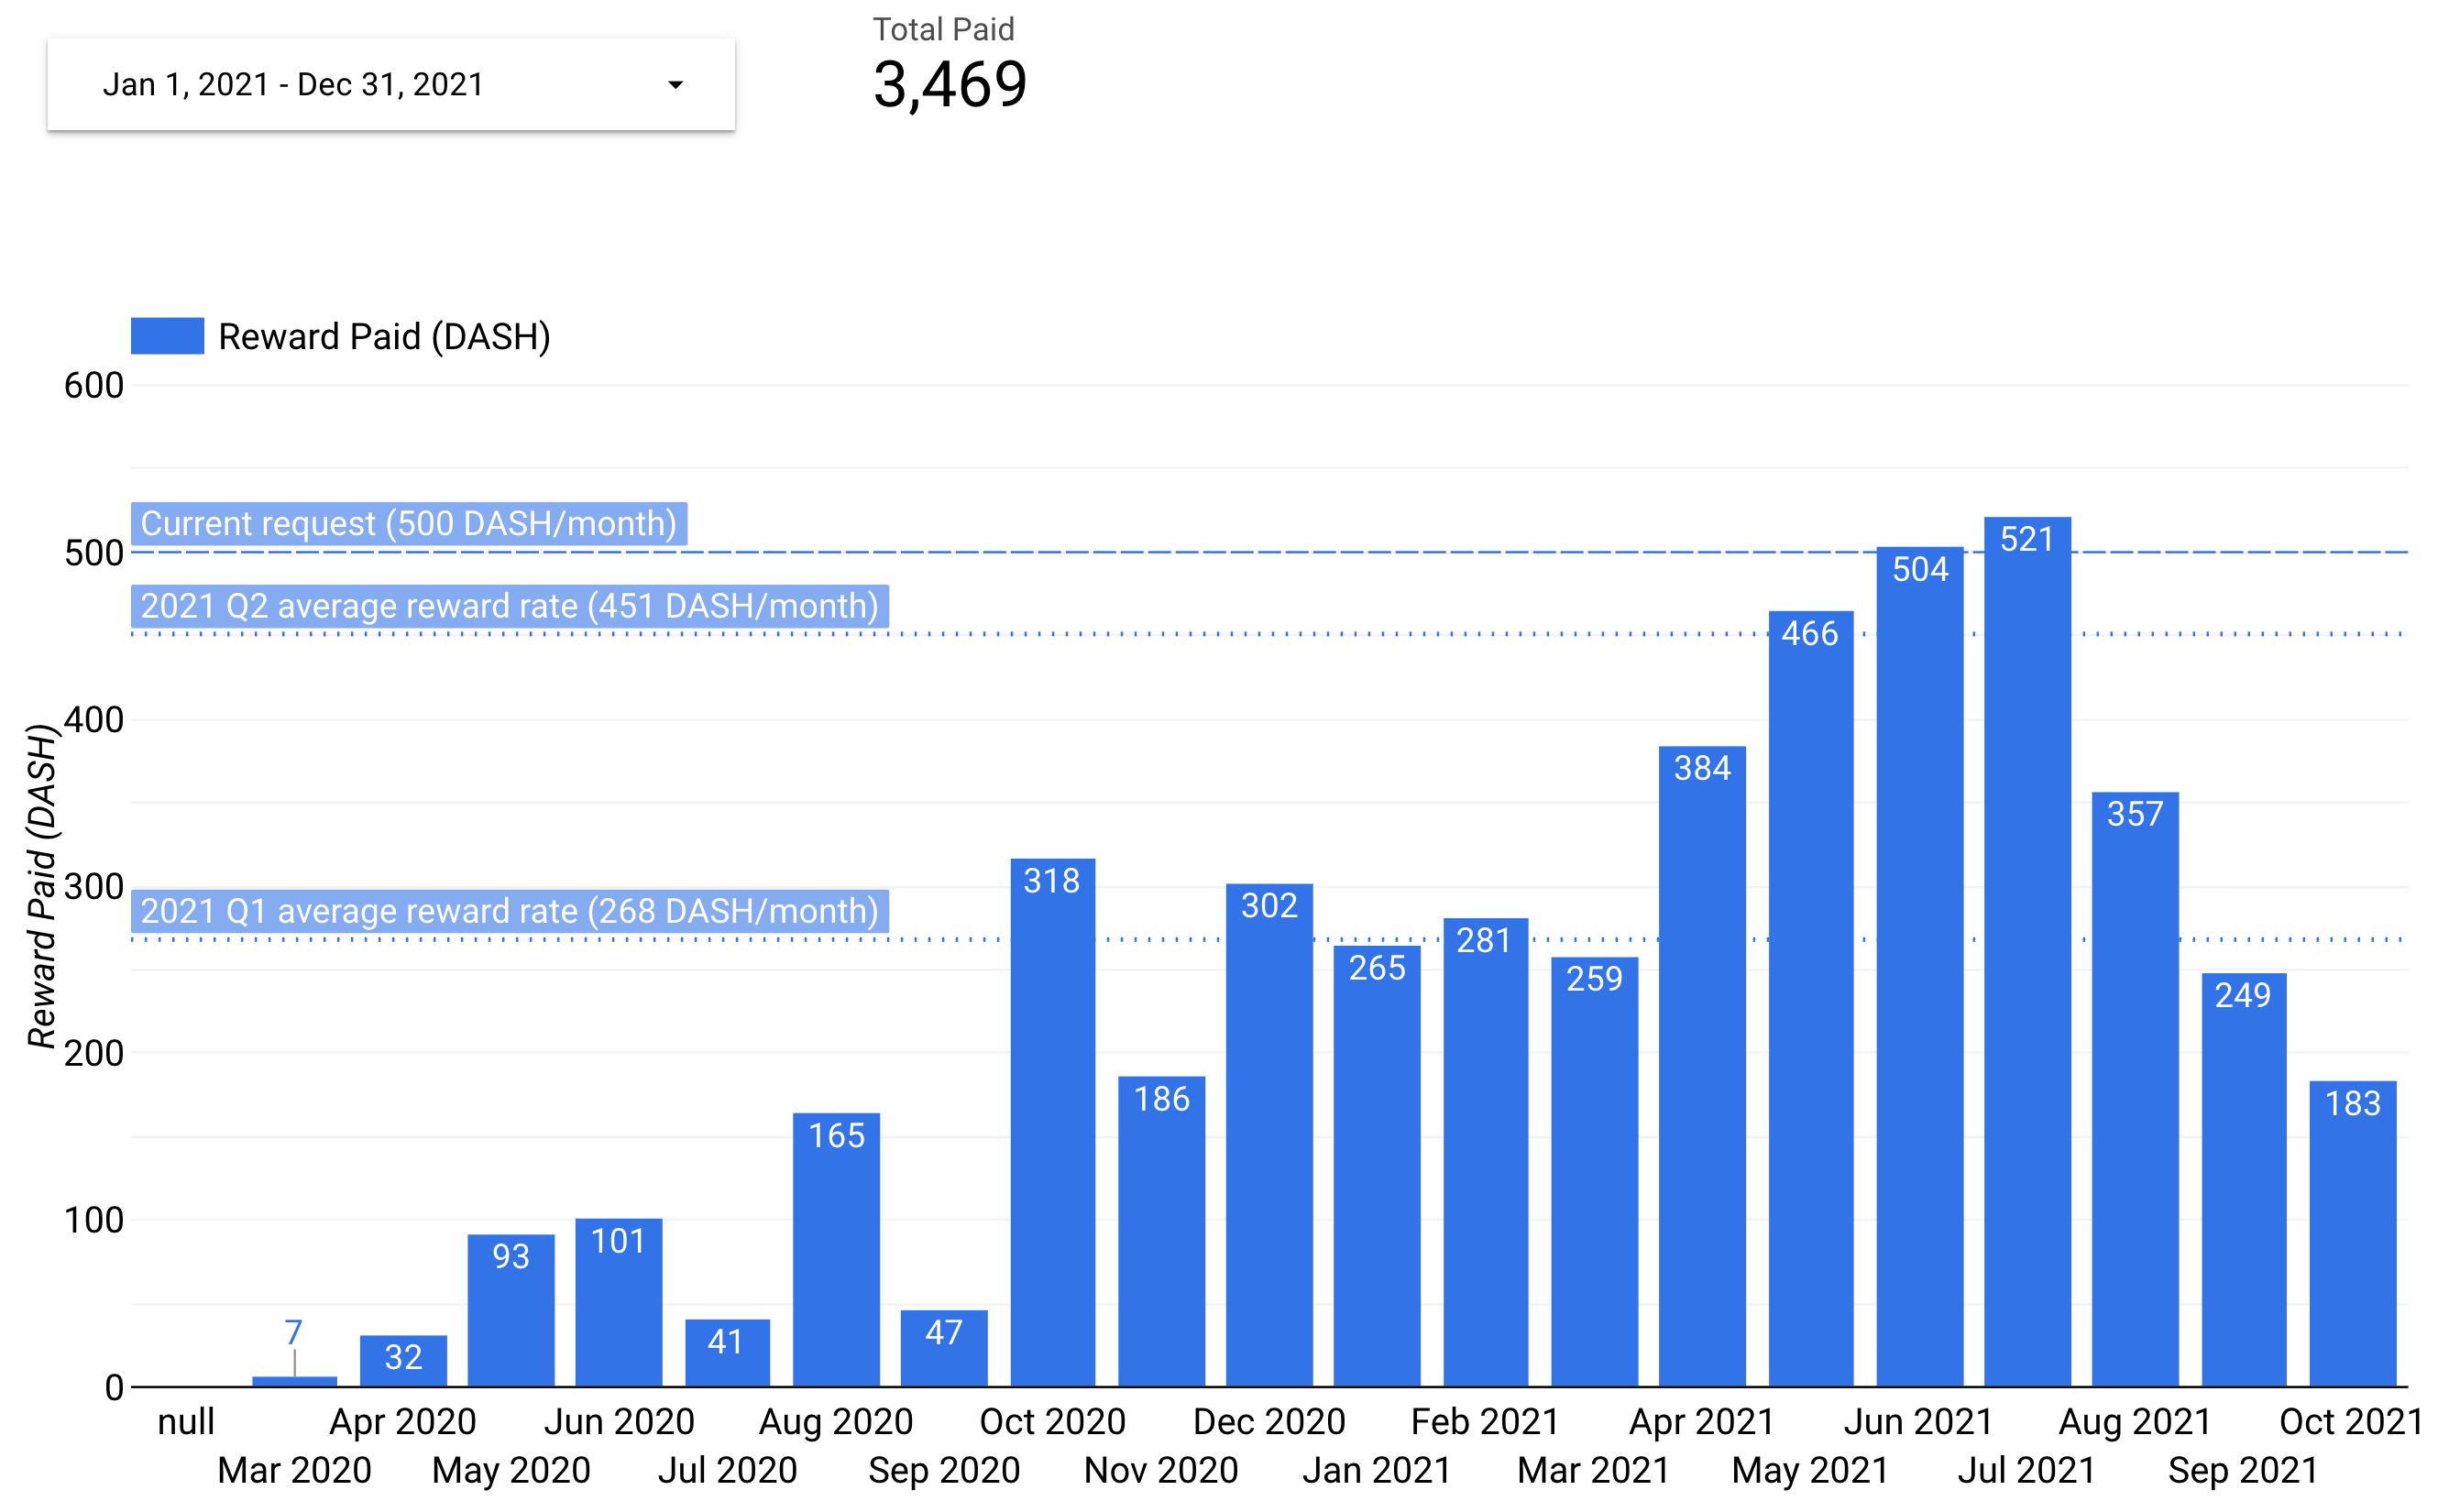 Total Paid
Jan 1, 2021 - Dec 31, 2021
3,469
Reward Paid (DASH)
600
Current request (500 DASH/month)
500
2021 Q2 average reward rate (451 DASH/month)
400
300
2021 Q1 average reward rate (268 DASH/month)
200
100
0
Reward Paid (DASH)
7
32
93
101
41
165
47
318
186
302
265
281
259
384
466
504
521
357
249
183
null
Mar 2020
Apr 2020
May 2020
Jun 2020
Jul 2020
Aug 2020
Sep 2020
Oct 2020
Nov 2020
Dec 2020
Jan 2021
Feb 2021
Mar 2021
Apr 2021
May 2021
Jun 2021
Jul 2021
Aug 2021
Sep 2021
Oct 2021